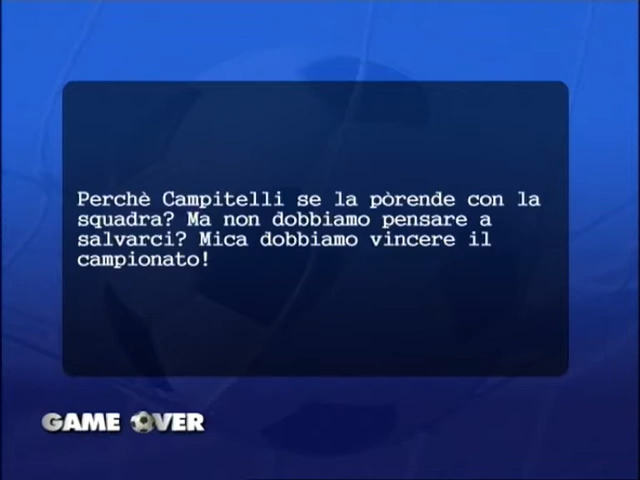 Perchè Campitelli se la pòrende con la
squadra? Ma non dobbiamo pensare a
salvarci? Mica dobbiamo vincere il
campionato!
GAME OVER